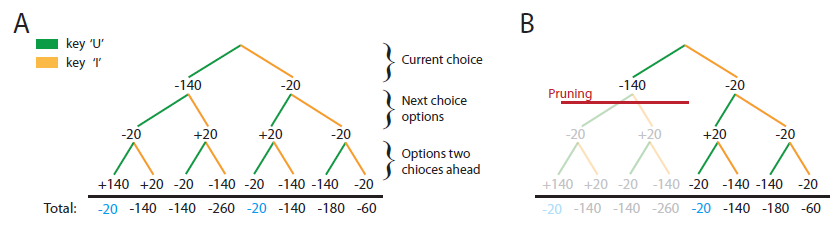 A
key 'U'
key 'I'
-140 -20
-20 +20 +20 -20
+140 +20 -20 -140 -20 -140 -140 -20
Total: -20 -140 -140 -260 -20 -140 -180 -60
Current choice
Next choice
options
Options two
chioces ahead
B
-140 -20
Pruning
-20 +20 +20 -20
+140 +20 -20 -140 -20 -140 -140 -20
-20 -140 -140 -260 -20 -140 -180 -60